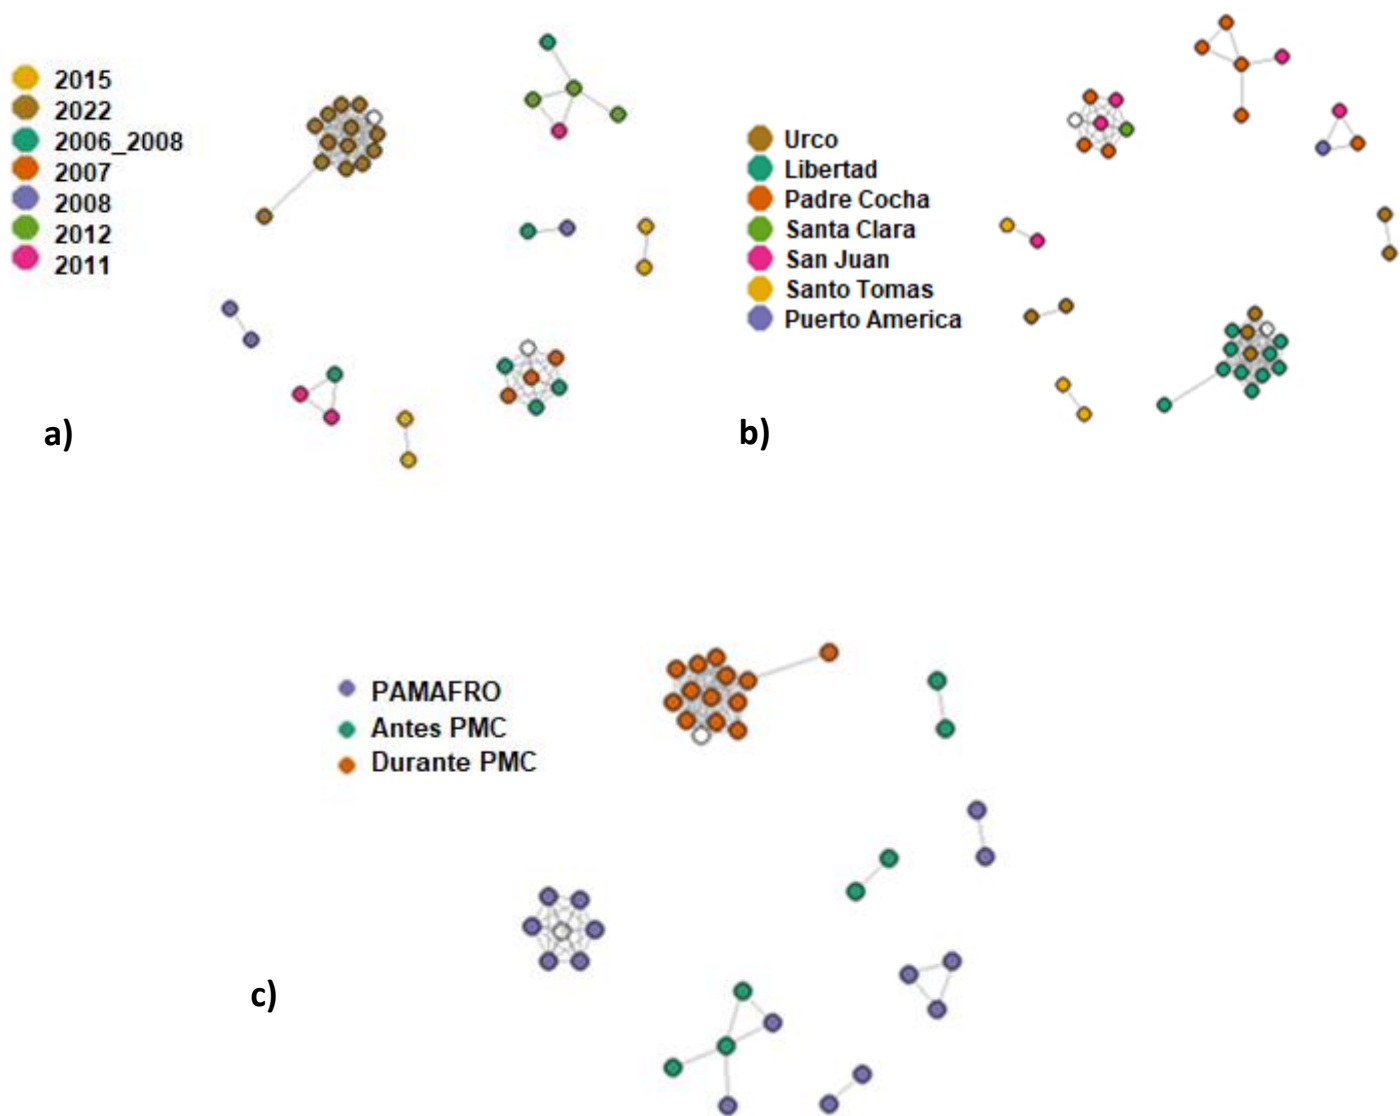 2015
2022
2006_2008
2007
2008
2012
2011
a)
Urco
Libertad
Padre Cocha
Santa Clara
San Juan
Santo Tomas
Puerto America
b)
PAMAFRO
Antes PMC
Durante PMC
c)